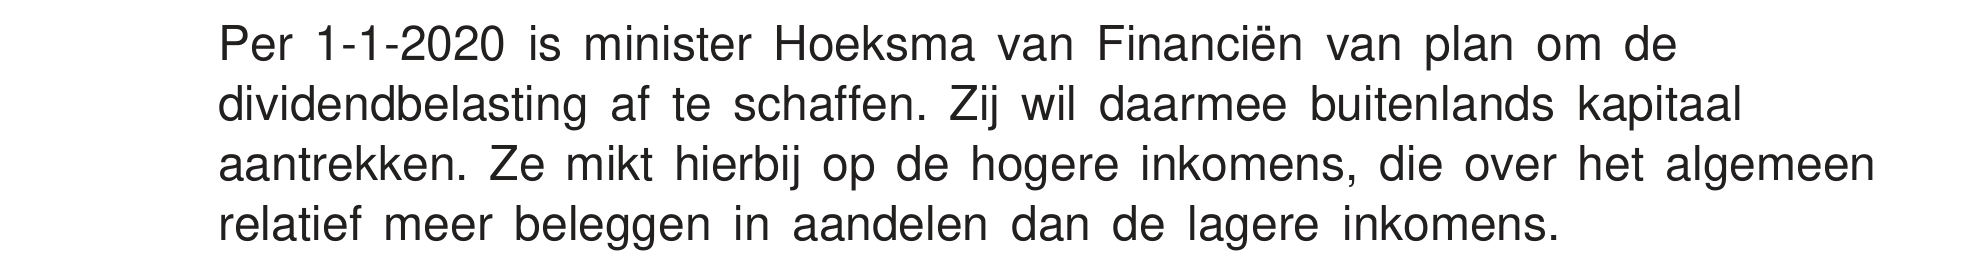 Per 1-1-2020 is minister Hoeksma van Financiën van plan om de
dividendbelasting af te schaffen. Zij wil daarmee buitenlands kapitaal
aantrekken. Ze mikt hierbij op de hogere inkomens, die over het algemeen
relatief meer beleggen in aandelen dan de lagere inkomens.